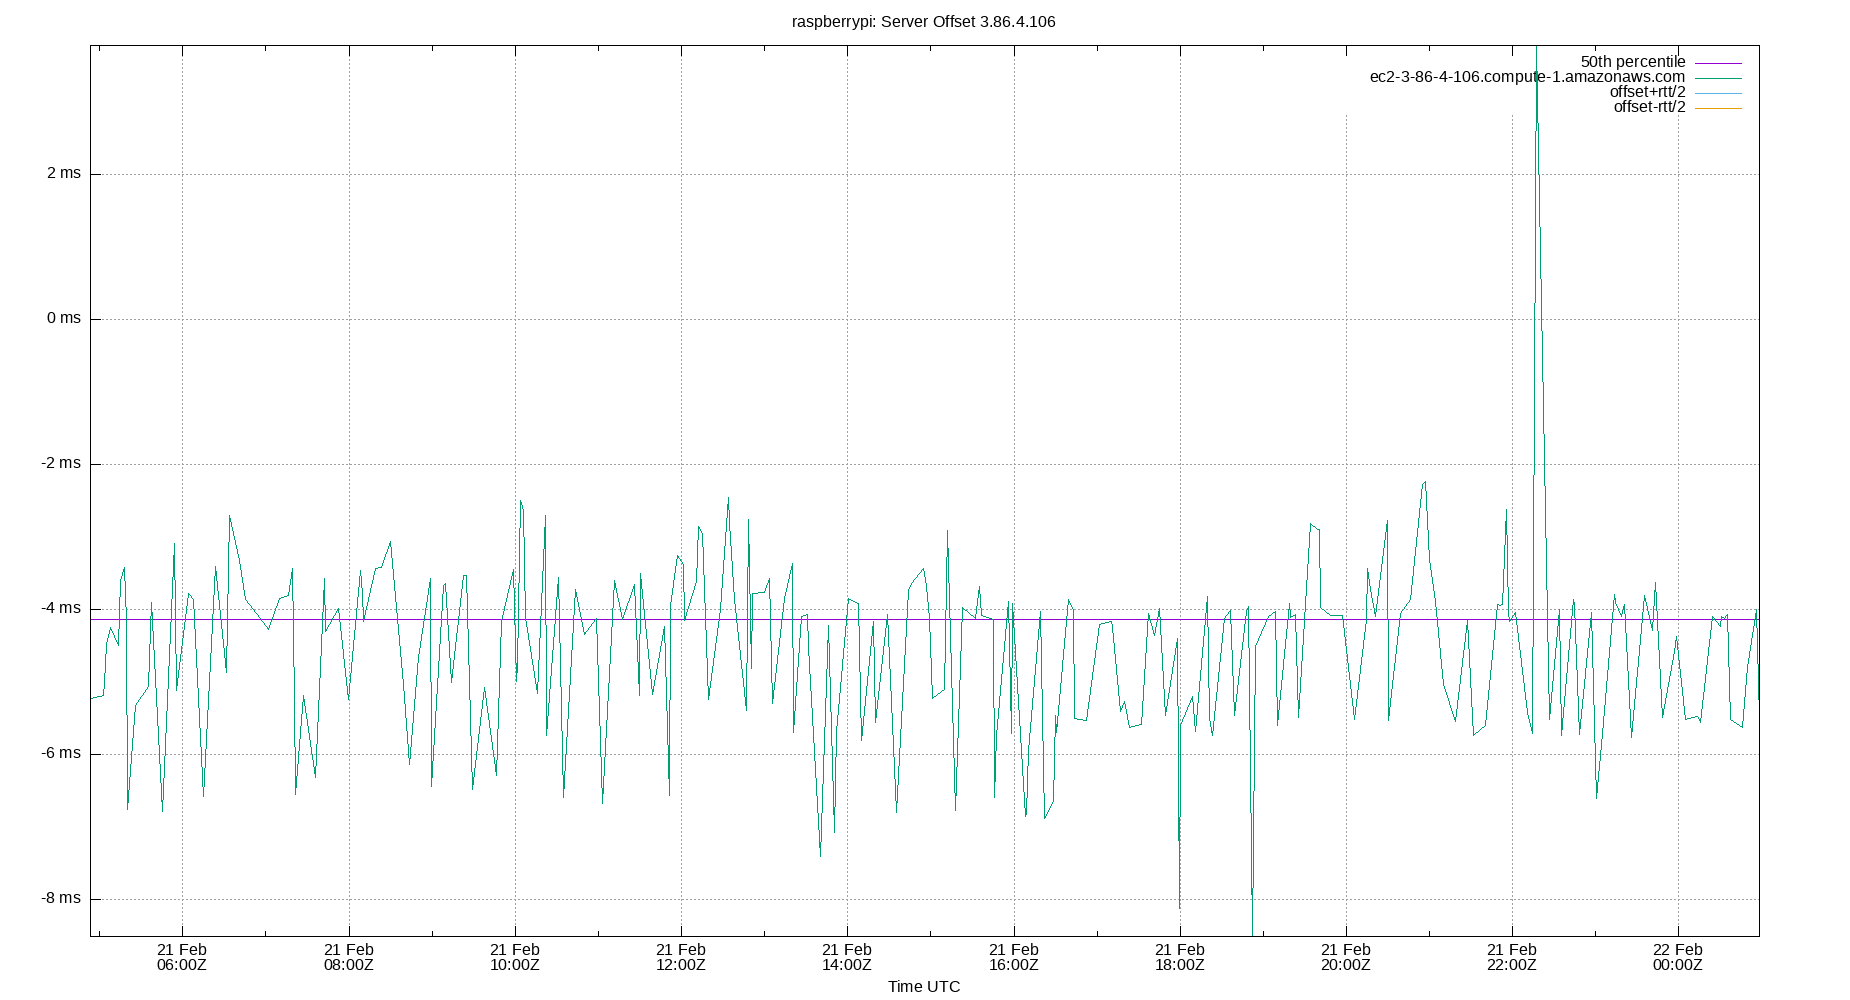 raspberrypi: Server Offset 3.86.4.106
50th percentile
ec2-3-86-4-106.compute-1.amazonaws.com
offset+rtt/2
offset-rtt/2
2 ms
0 ms
-2 ms
-4 ms
-6 ms
-8 ms
21 Feb 21 Feb 21 Feb 21 Feb 21 Feb 21 Feb 21 Feb 21 Feb 21 Feb 22 Feb
06:00Z 08:00Z 10:00Z 12:00Z 14:00Z 16:00Z 18:00Z 20:00Z 22:00Z 00:00Z
Time UTC